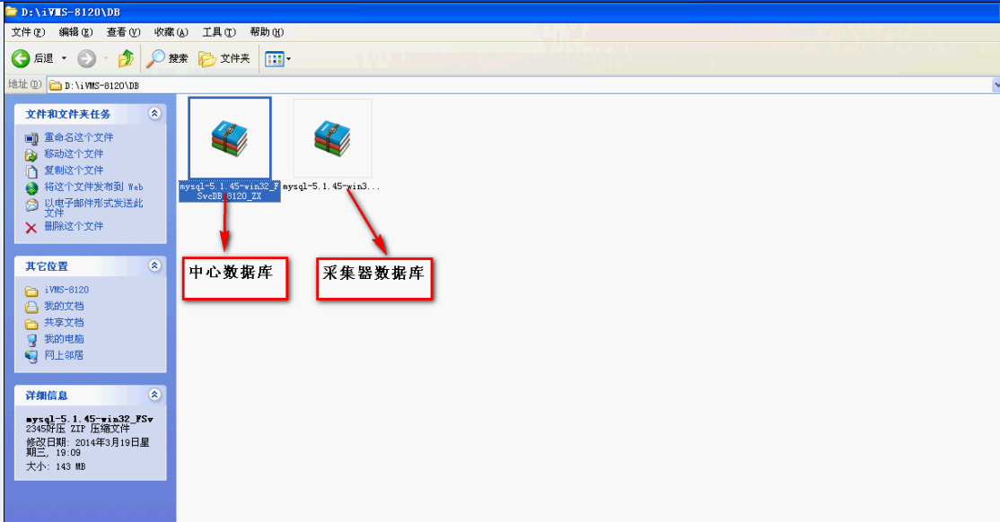 D:\iVMS-8120\DB
文件(F) 编辑(E) 查看(V) 收藏(A) 工具(T) 帮助(H)
后退 搜索 文件夹
地址(D) D:\iVMS-8120\DB
文件和文件夹任务
重命名这个文件
移动这个文件
复制这个文件
将这个文件发布到 Web
以电子邮件形式发送此
文件
删除这个文件
其它位置
iVMS-8120
我的文档
共享文档
我的电脑
网上邻居
详细信息
mysql-5.1.45-win32_FSv
2345好压 ZIP 压缩文件
修改日期: 2014年3月19日星
期三, 19:09
大小: 143 MB
mysql-5.1.45-win32_F
SvcDB_8120_ZX
mysql-5.1.45-win3...
中心数据库
采集器数据库